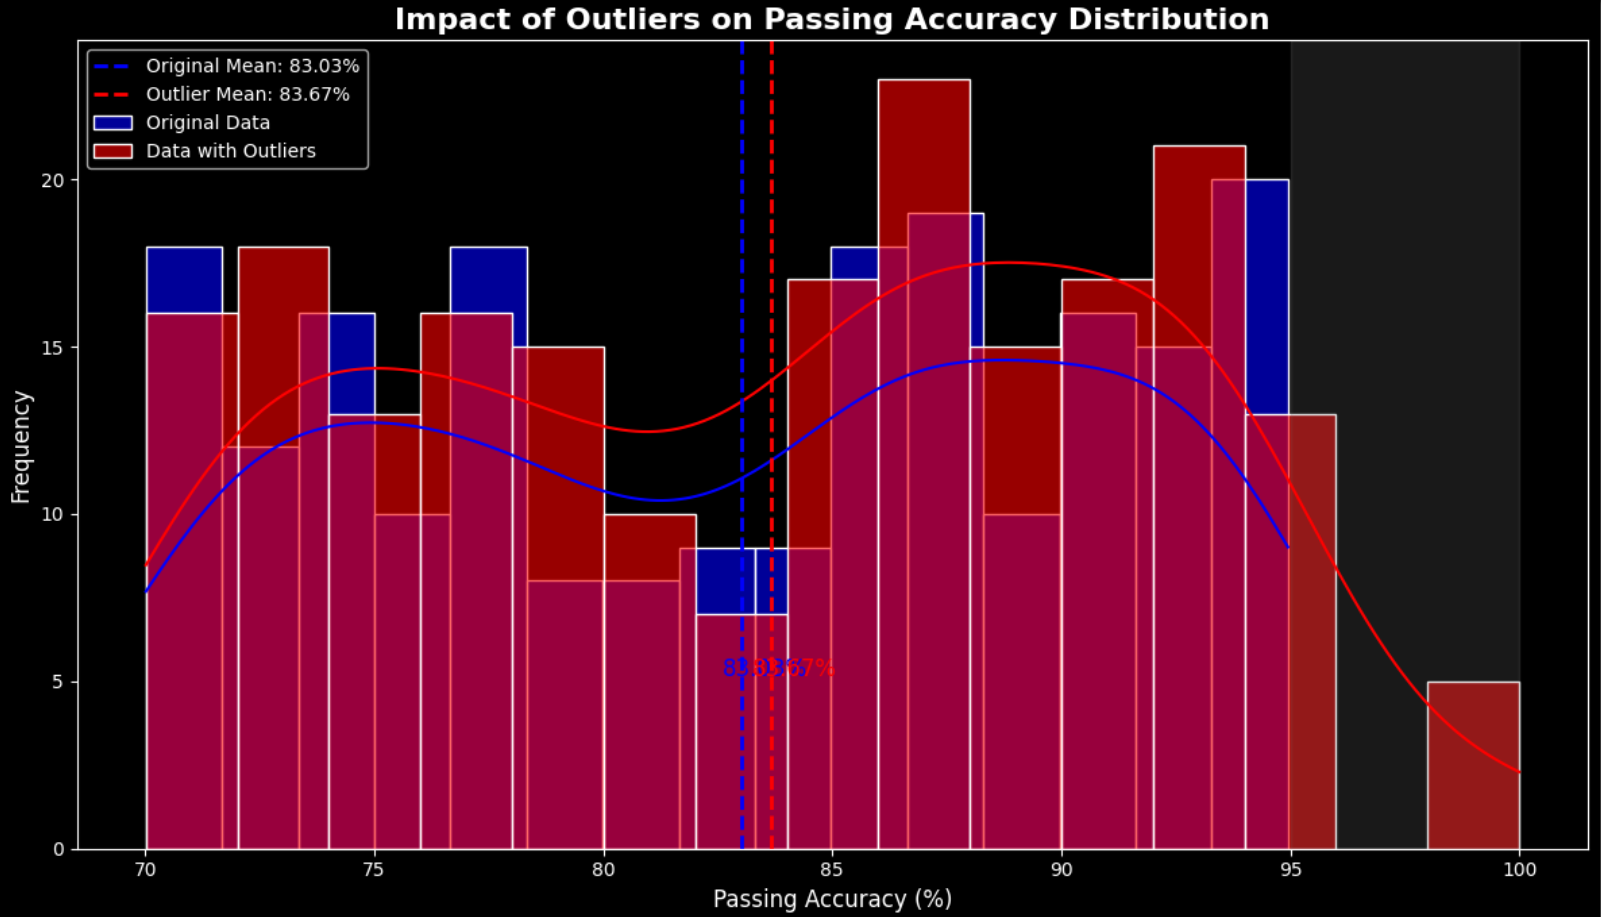 Impact of Outliers on Passing Accuracy Distribution
Original Mean: 83.03%
Outlier Mean: 83.67%
Original Data
Data with Outliers
Frequency
20
15
10
5
0
70
75
80
85
90
95
100
Passing Accuracy (%)